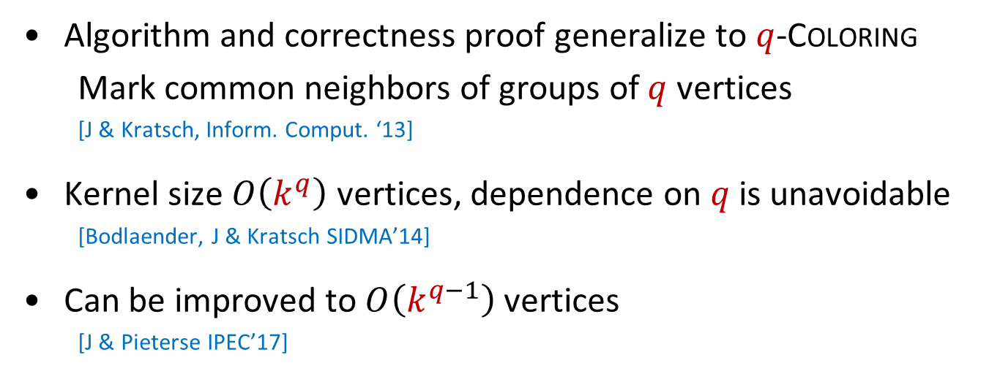 • Algorithm and correctness proof generalize to q-COLORING
Mark common neighbors of groups of q vertices
[J & Kratsch, Inform. Comput. ‘13]
• Kernel size O(k^q) vertices, dependence on q is unavoidable
[Bodlaender, J & Kratsch SIDMA’14]
• Can be improved to O(k^{q−1}) vertices
[J & Pieterse IPEC’17]